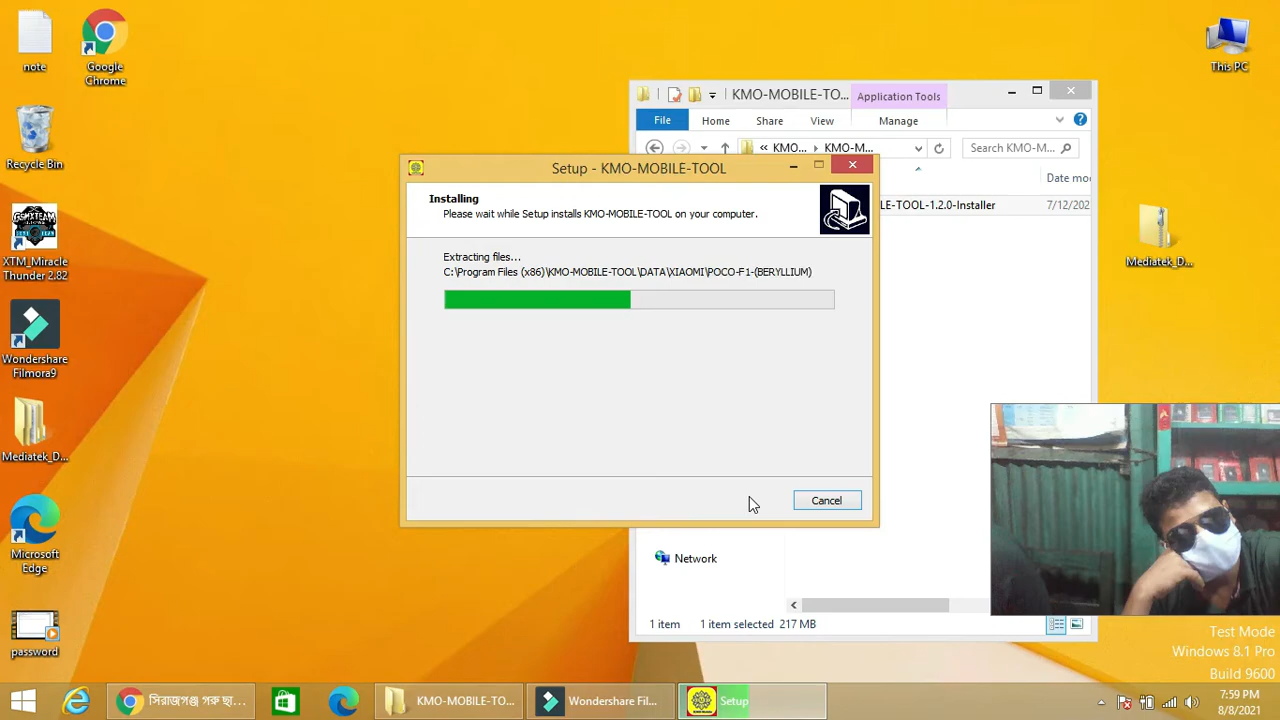 note
Google
Chrome
This PC
KMO-MOBILE-TO...
Application Tools
File
Home
Share
View
Manage
Recycle Bin
« KMO...
KMO-M...
Search KMO-M...
Setup - KMO-MOBILE-TOOL
Date mo
Installing
Please wait while Setup installs KMO-MOBILE-TOOL on your computer.
LE-TOOL-1.2.0-Installer
7/12/202
GSMXTEAM
XTM_Miracle
Thunder 2.82
Extracting files...
C:\Program Files (x86)\KMO-MOBILE-TOOL\DATA\XIAOMI\POCO-F1-(BERYLLIUM)
Mediatek_D...
Wondershare
Filmora9
Mediatek_D...
Cancel
Microsoft
Edge
Network
1 item
1 item selected 217 MB
password
Test Mode
Windows 8.1 Pro
Build 9600
সিরাজগঞ্জ গরু ছা...
KMO-MOBILE-TO...
Wondershare Fil...
Setup
7:59 PM
8/8/2021